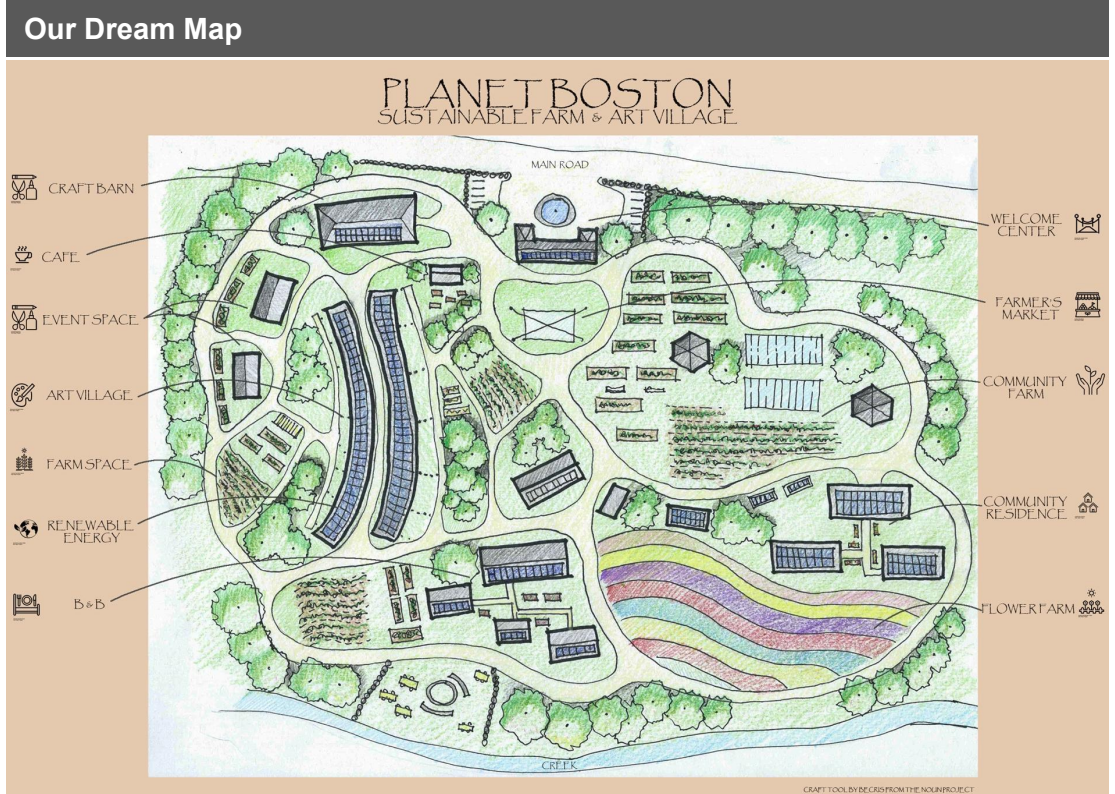 Our Dream Map
PLANET BOSTON
SUSTAINABLE FARM & ART VILLAGE
MAIN ROAD
CRAFT BARN
CAFE
EVENT SPACE
ART VILLAGE
FARM SPACE
RENEWABLE
ENERGY
B & B
WELCOME
CENTER
FARMER'S
MARKET
COMMUNITY
FARM
COMMUNITY
RESIDENCE
FLOWER FARM
CREEK
CRAFT TOOL BY BECRIS FROM THE NOUN PROJECT